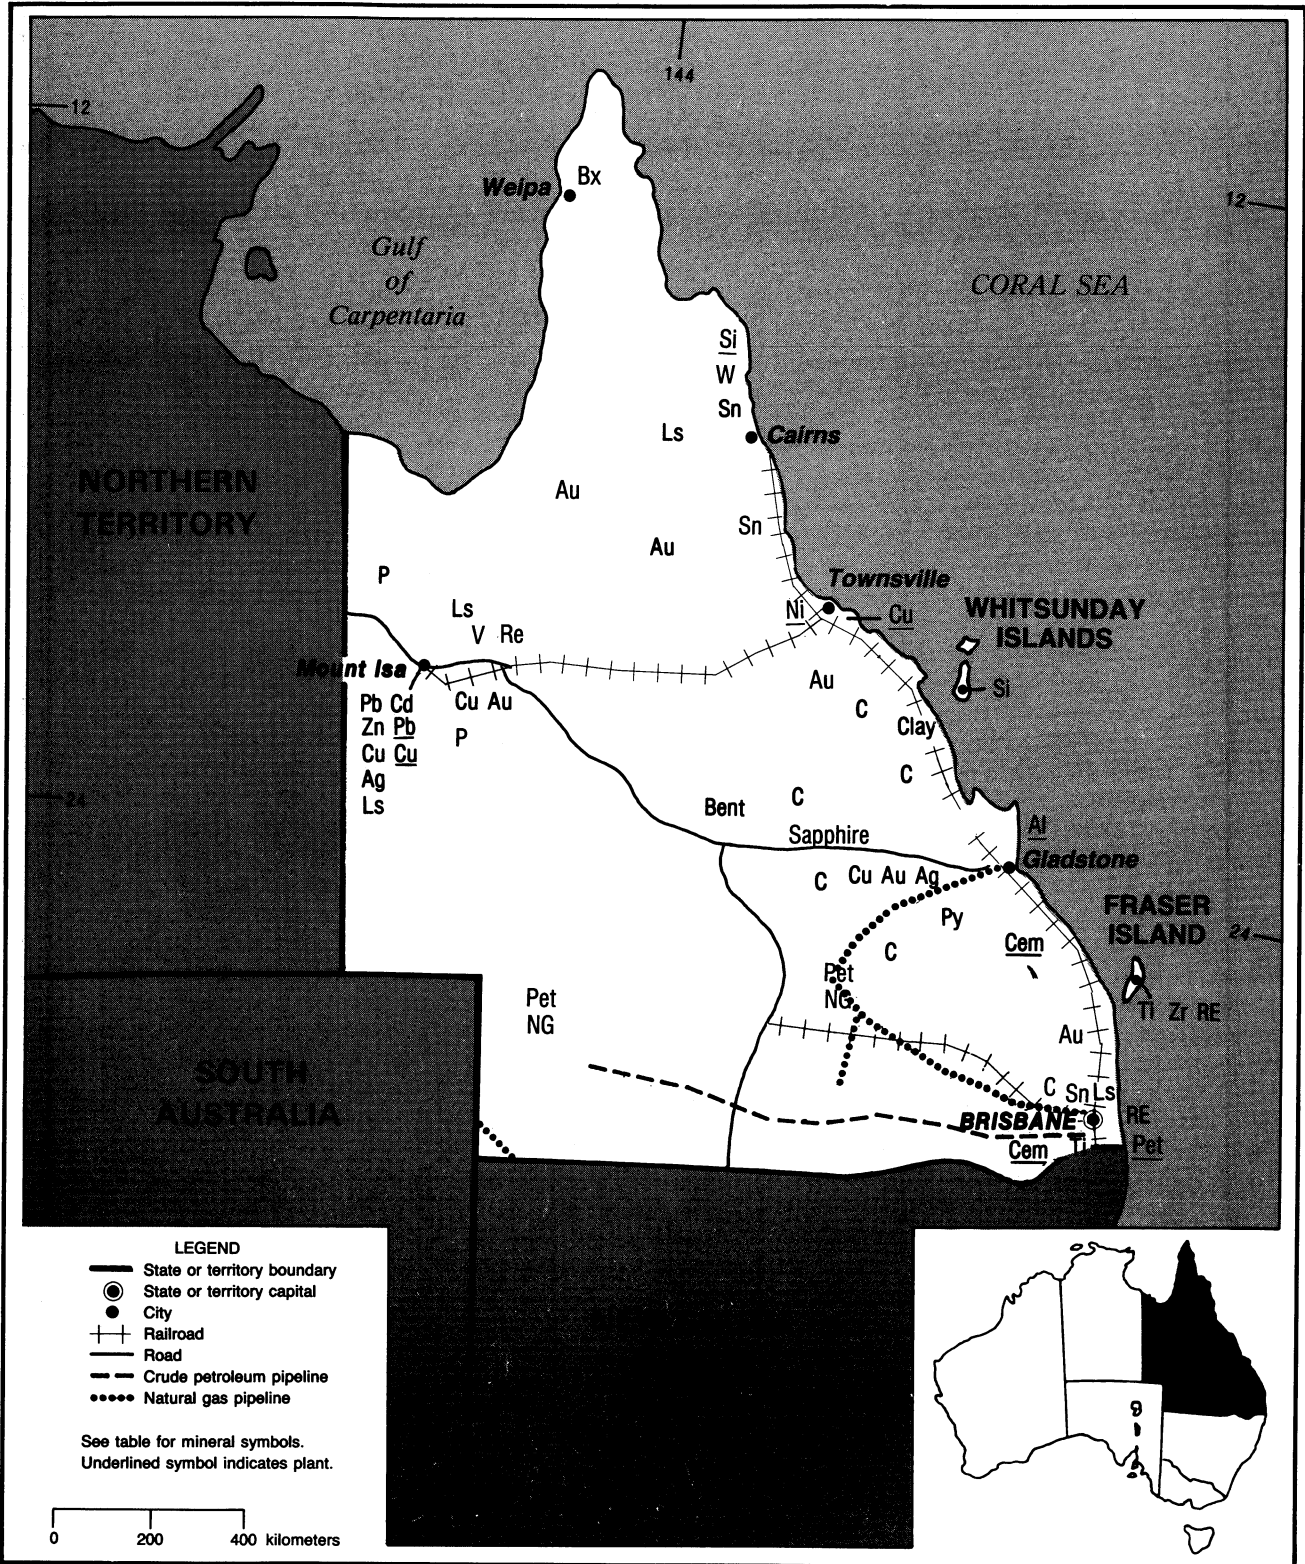 144
12
Weipa
Bx
12
Gulf
of
Carpentaria
CORAL SEA
Si
W
Sn
Ls
Cairns
NORTHERN
TERRITORY
Au
Sn
Au
P
Townsville
Ls
Ni
Cu
WHITSUNDAY
ISLANDS
V Re
Mount Isa
Au
Si
Pb Cd
Cu Au
C
Zn Pb
Clay
P
Cu Cu
Ag
C
24
Ls
Bent
C
Al
Sapphire
Gladstone
C
Cu Au Ag
FRASER
ISLAND
24
Py
Cem
C
Pet
NG
Pet
NG
Ti Zr RE
Au
SOUTH
AUSTRALIA
C
Sn Ls
BRISBANE
RE
Cem
Ti
Pet
LEGEND
State or territory boundary
State or territory capital
City
Railroad
Road
Crude petroleum pipeline
Natural gas pipeline
See table for mineral symbols.
Underlined symbol indicates plant.
0 200 400 kilometers